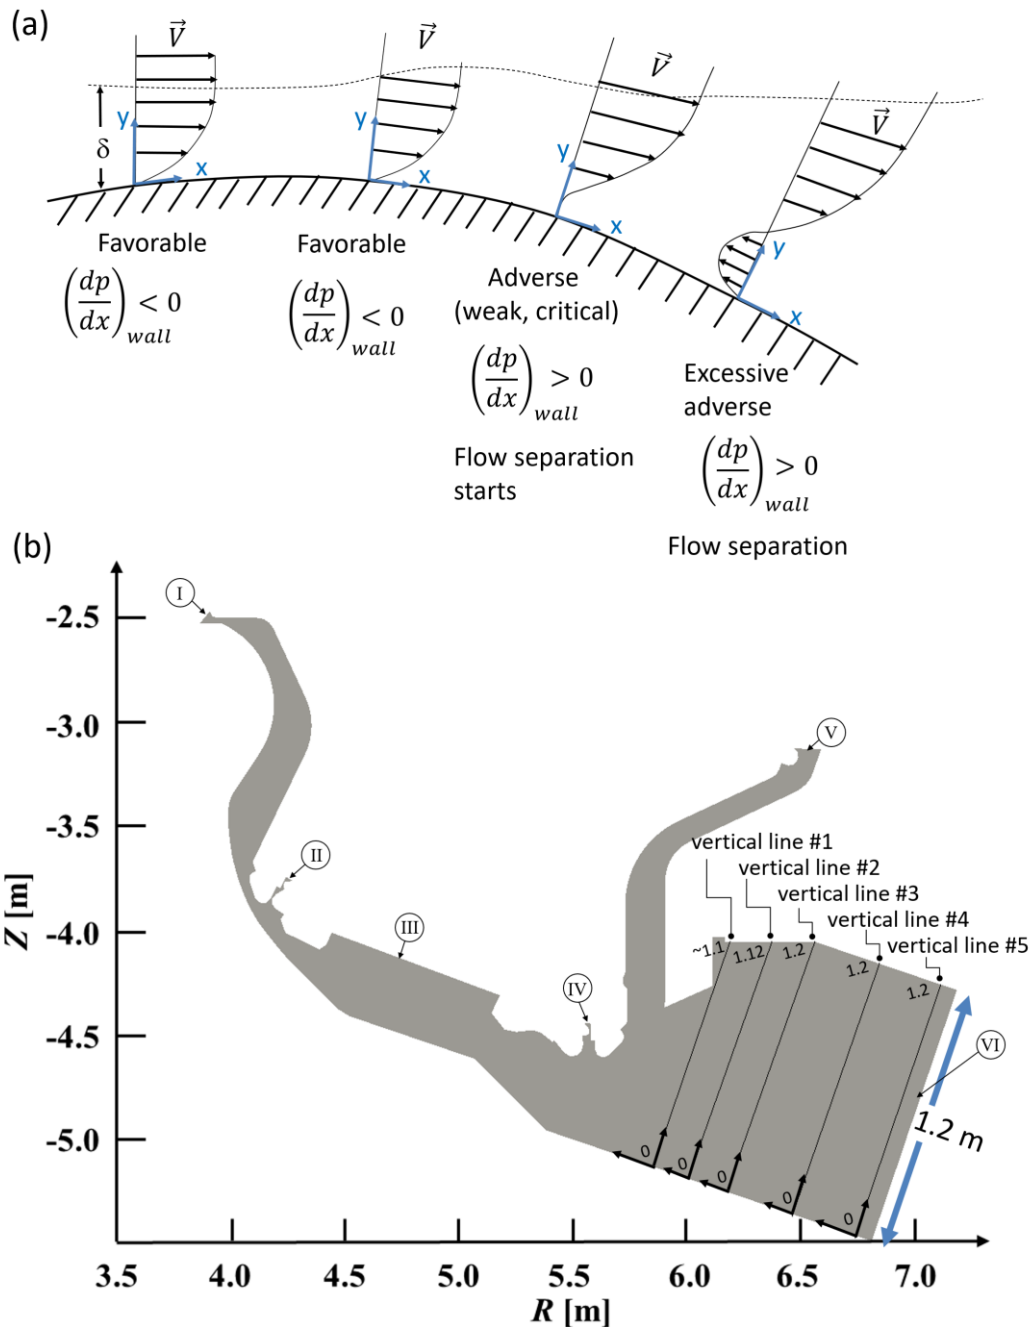 (a)
V⃗
V⃗
V⃗
V⃗
y
δ
x
y
x
y
x
y
x
Favorable
(dp/dx)wall < 0
Favorable
(dp/dx)wall < 0
Adverse
(weak, critical)
(dp/dx)wall > 0
Flow separation
starts
Excessive
adverse
(dp/dx)wall > 0
Flow separation
(b)
I
-2.5
-3.0
V
-3.5
vertical line #1
II
vertical line #2
vertical line #3
III
vertical line #4
-4.0
vertical line #5
~1.1
1.12
1.2
1.2
1.2
IV
-4.5
VI
1.2 m
-5.0
0
0
0
0
0
Z [m]
3.5 4.0 4.5 5.0 5.5 6.0 6.5 7.0
R [m]